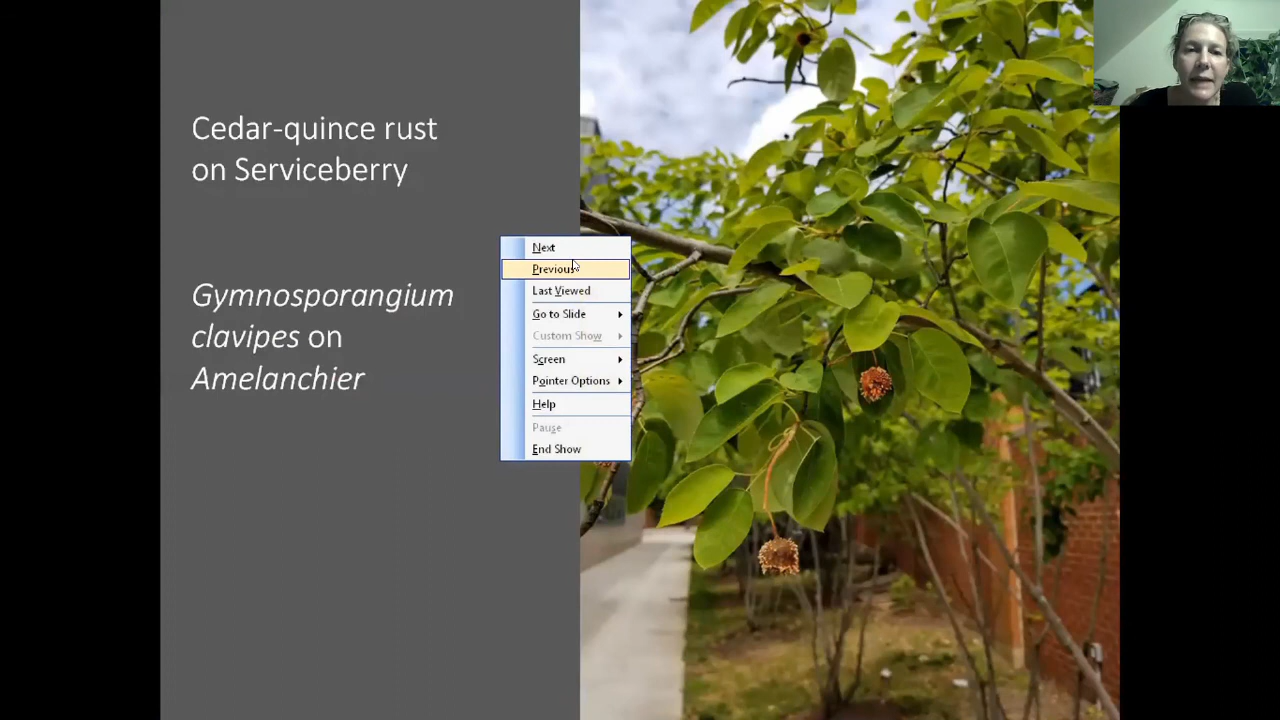 Cedar-quince rust
on Serviceberry
Gymnosporangium
clavipes on
Amelanchier
Next
Previous
Last Viewed
Go to Slide
Custom Show
Screen
Pointer Options
Help
Pause
End Show